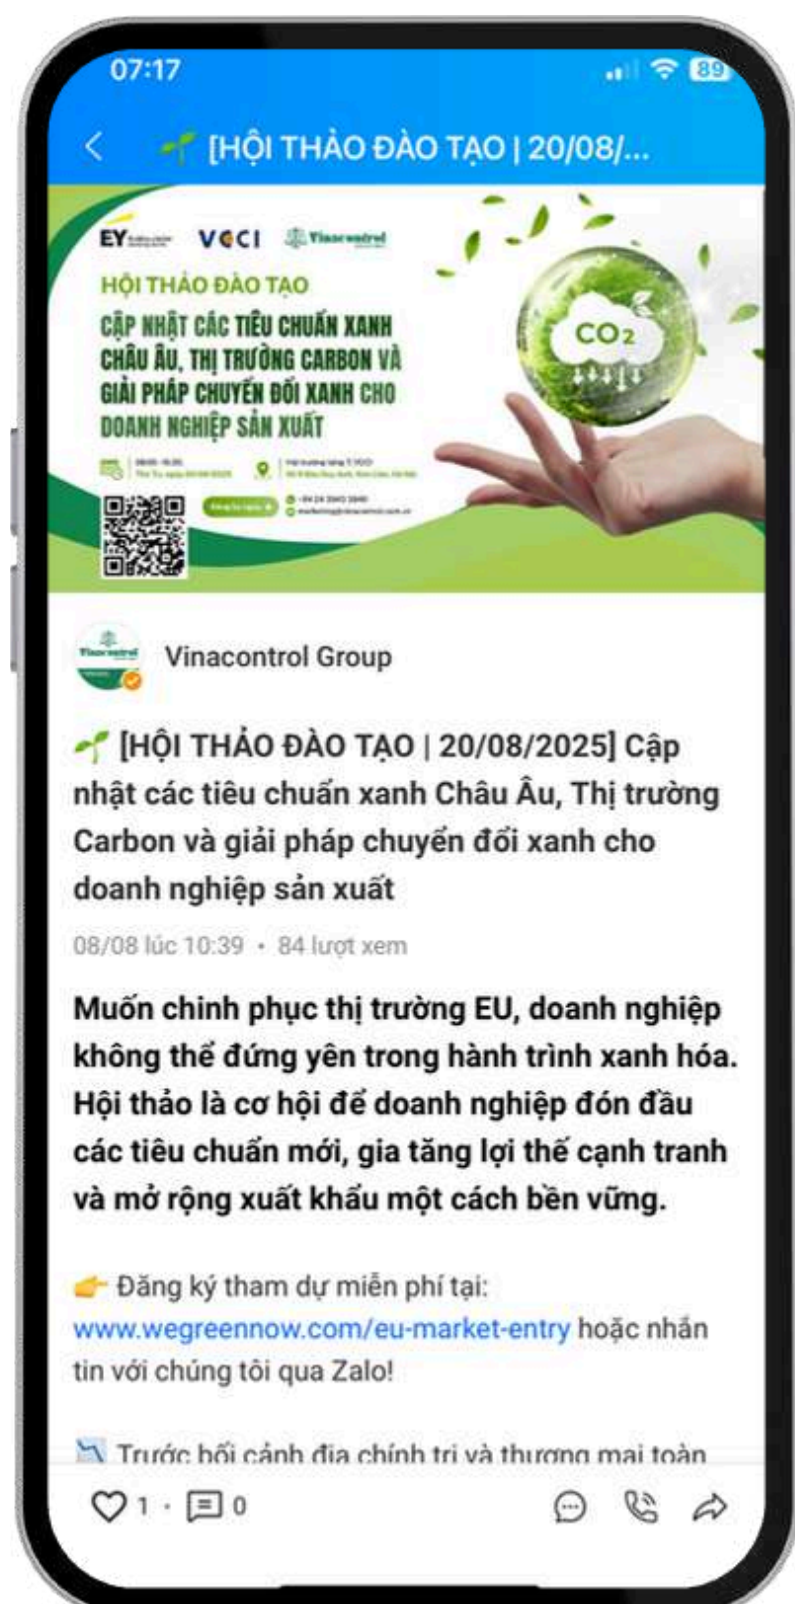 07:17
89
[HỘI THẢO ĐÀO TẠO | 20/08/...
EY
VCCI
Vinacontrol
HỘI THẢO ĐÀO TẠO
CẬP NHẬT CÁC TIÊU CHUẨN XANH
CHÂU ÂU, THỊ TRƯỜNG CARBON VÀ
GIẢI PHÁP CHUYỂN ĐỔI XANH CHO
DOANH NGHIỆP SẢN XUẤT
CO2
Vinacontrol
Vinacontrol Group
[HỘI THẢO ĐÀO TẠO | 20/08/2025] Cập
nhật các tiêu chuẩn xanh Châu Âu, Thị trường
Carbon và giải pháp chuyển đổi xanh cho
doanh nghiệp sản xuất
08/08 lúc 10:39 • 84 lượt xem
Muốn chinh phục thị trường EU, doanh nghiệp
không thể đứng yên trong hành trình xanh hóa.
Hội thảo là cơ hội để doanh nghiệp đón đầu
các tiêu chuẩn mới, gia tăng lợi thế cạnh tranh
và mở rộng xuất khẩu một cách bền vững.
👉 Đăng ký tham dự miễn phí tại:
www.wegreennow.com/eu-market-entry hoặc nhắn
tin với chúng tôi qua Zalo!
Trước bối cảnh địa chính trị và thương mại toàn
1 · 0